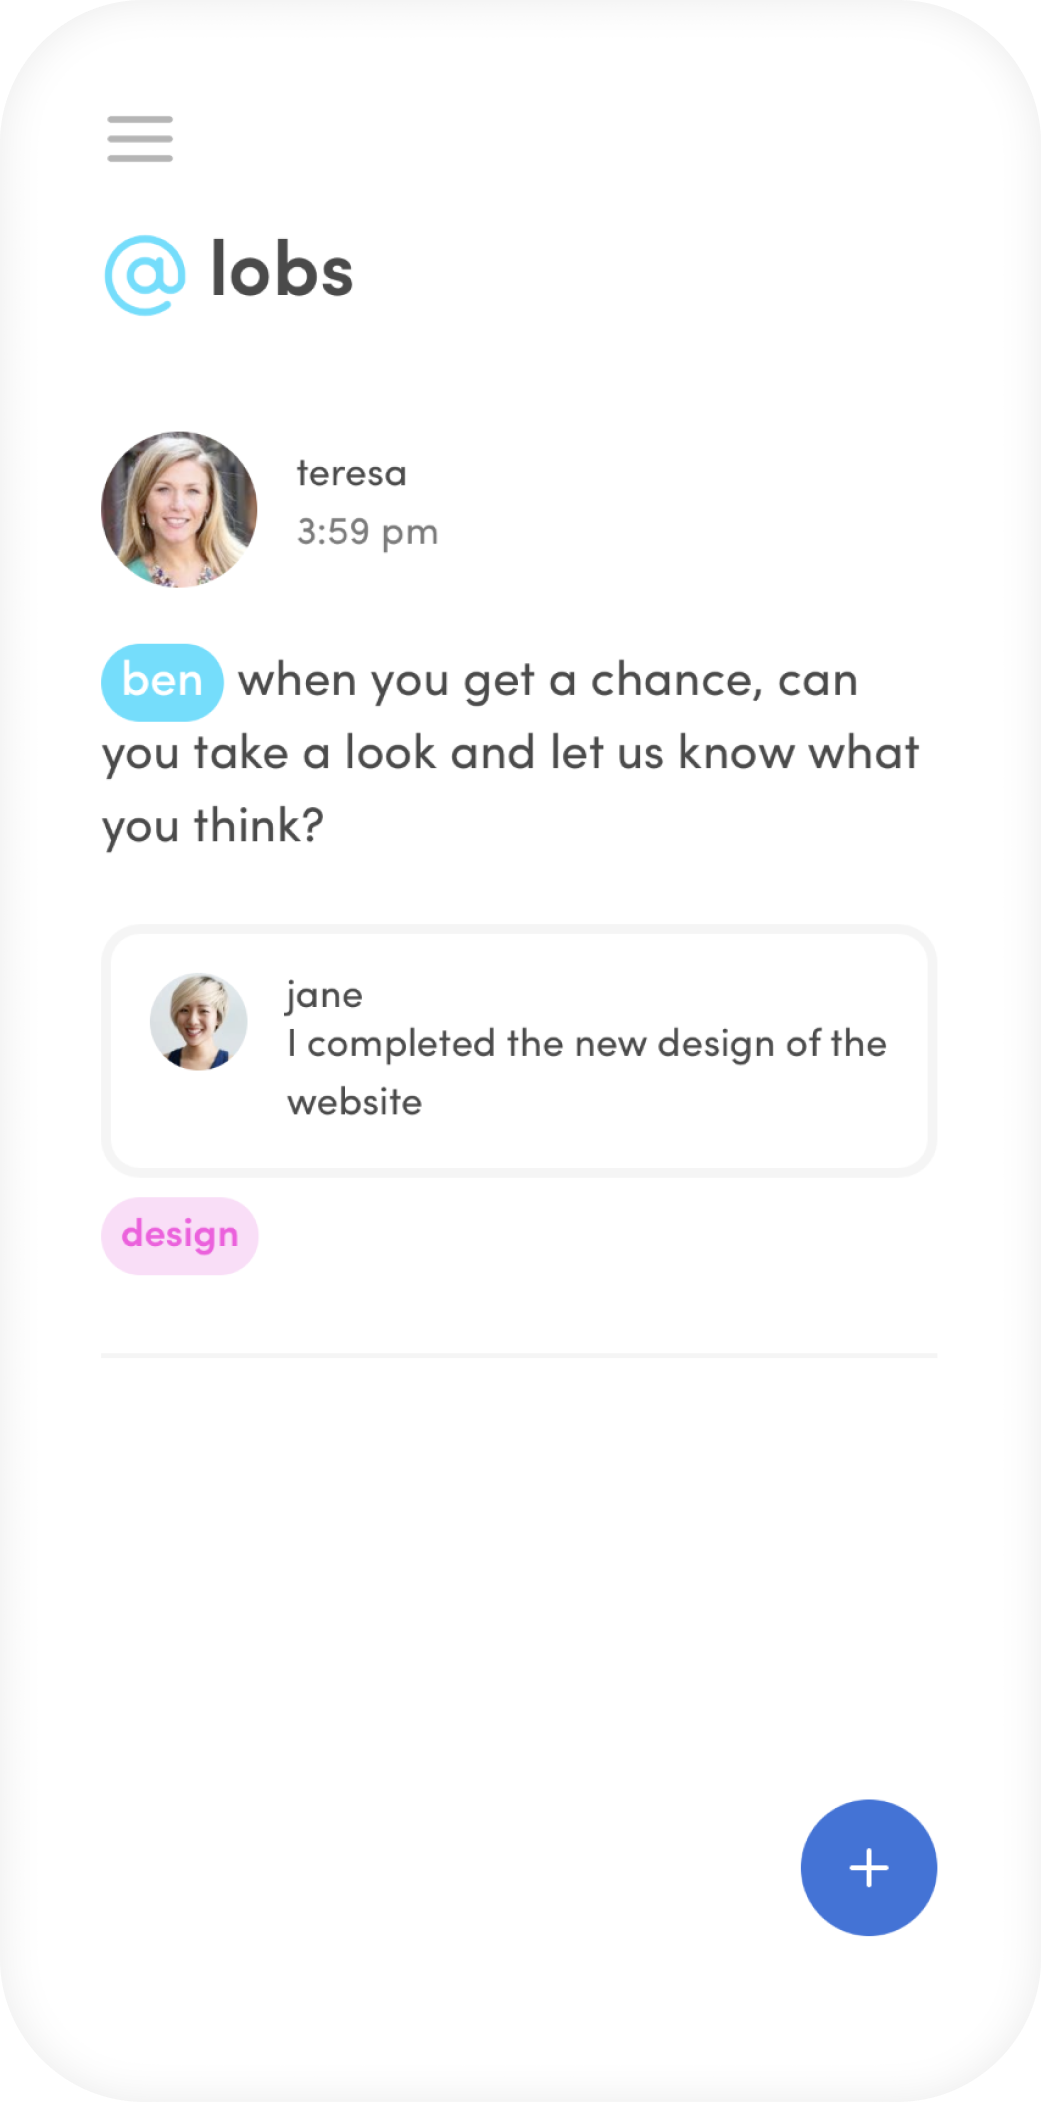 @ lobs
teresa
3:59 pm
ben when you get a chance, can
you take a look and let us know what
you think?
jane
I completed the new design of the
website
design